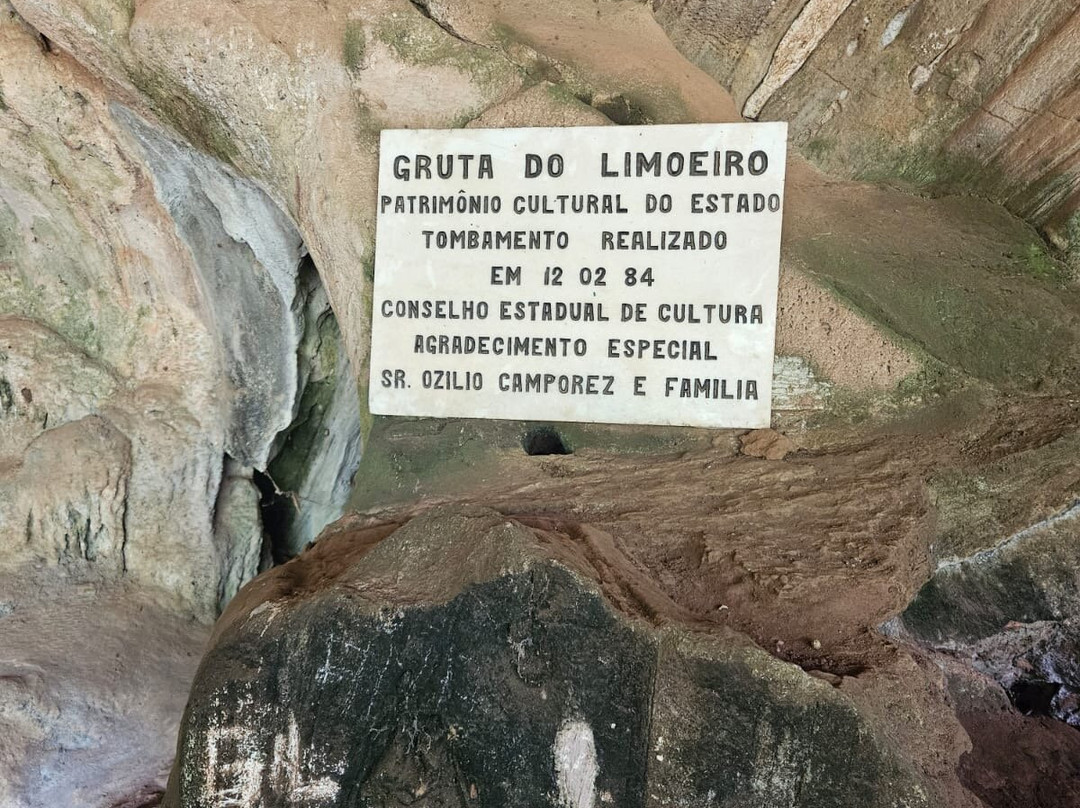 GRUTA DO LIMOEIRO
PATRIMÔNIO CULTURAL DO ESTADO
TOMBAMENTO REALIZADO
EM 12 02 84
CONSELHO ESTADUAL DE CULTURA
AGRADECIMENTO ESPECIAL
SR. OZILIO CAMPOREZ E FAMILIA